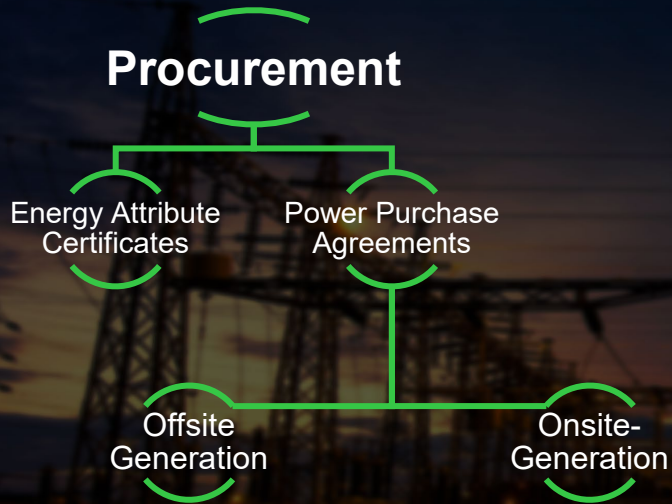 Procurement
Energy Attribute
Certificates
Power Purchase
Agreements
Offsite
Generation
Onsite-
Generation